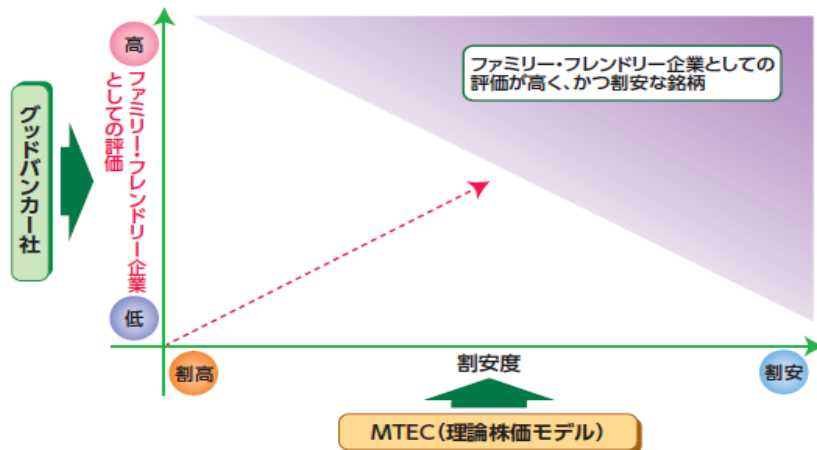 高
ファミリー・フレンドリー企業としての
評価が高く、かつ割安な銘柄
グッドバンカー社
ファミリー・フレンドリー企業
としての評価
低
割高
割安度
割安
MTEC(理論株価モデル)